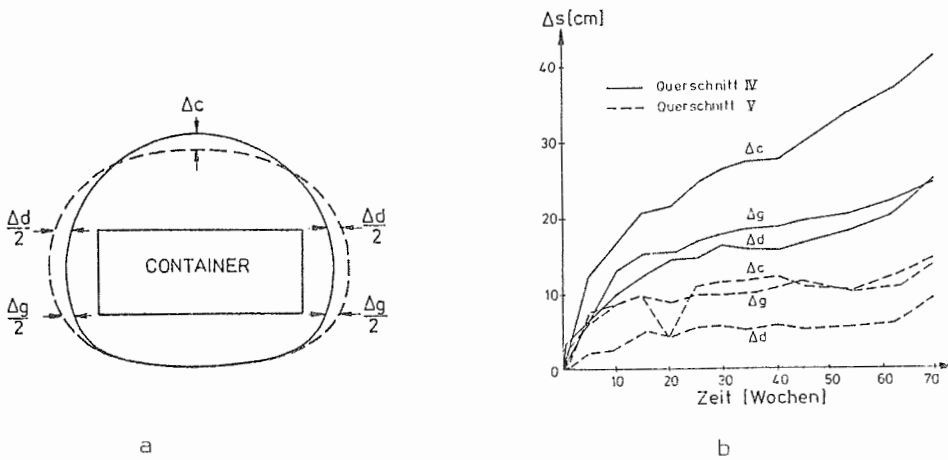 Δc
Δd/2
Δd/2
CONTAINER
Δg/2
Δg/2
a
Δs [cm]
40
30
20
10
0
Querschnitt IV
Querschnitt V
Δc
Δg
Δd
Δc
Δg
Δd
10
20
30
40
50
60
70
Zeit [Wochen]
b